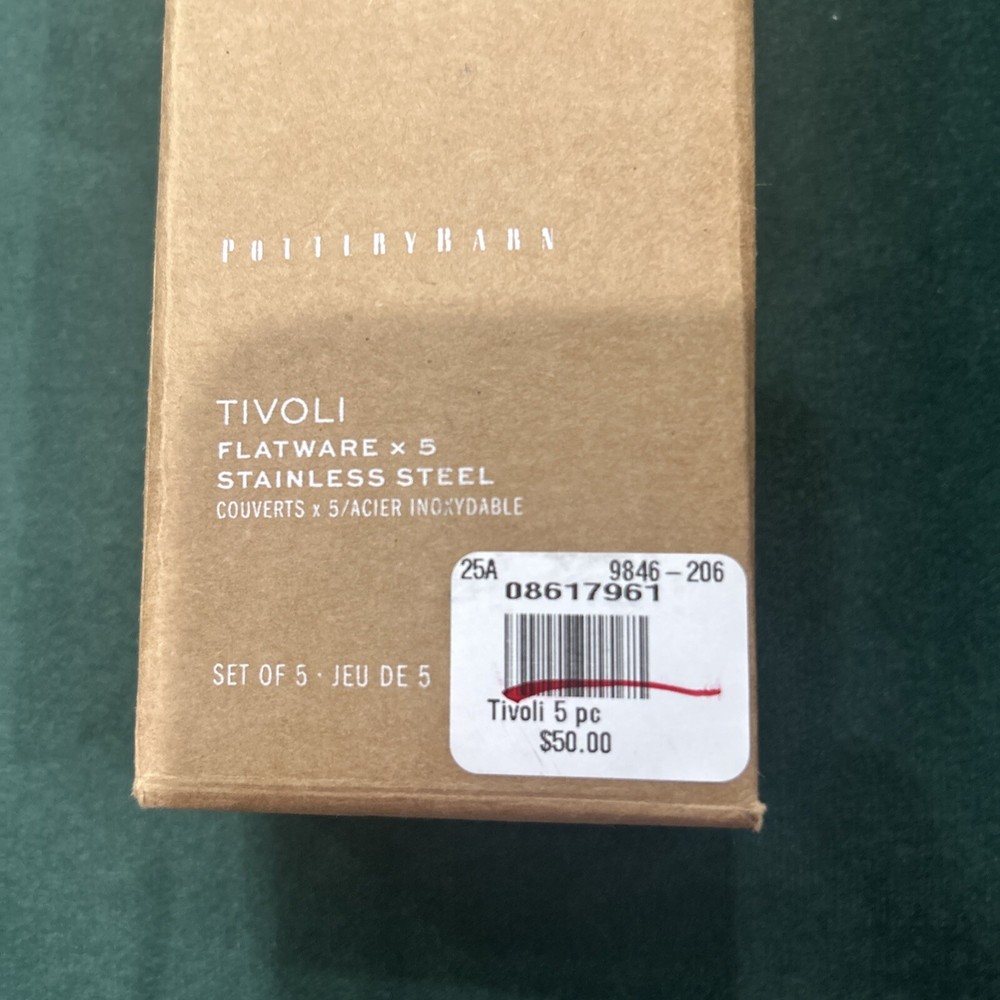 POTTERYBARN
TIVOLI
FLATWARE x 5
STAINLESS STEEL
COUVERTS x 5/ACIER INOXYDABLE
SET OF 5 · JEU DE 5
25A 9846-206
08617961
Tivoli 5 pc
$50.00